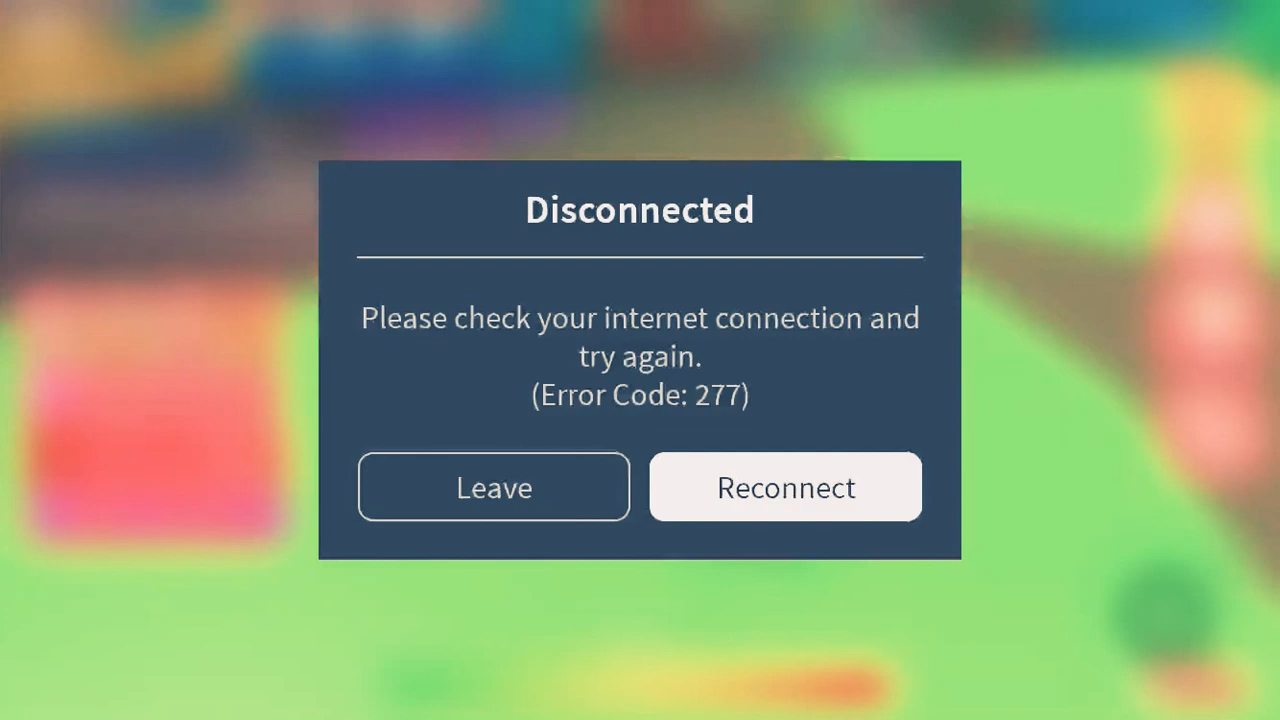 Disconnected
Please check your internet connection and
try again.
(Error Code: 277)
Leave
Reconnect